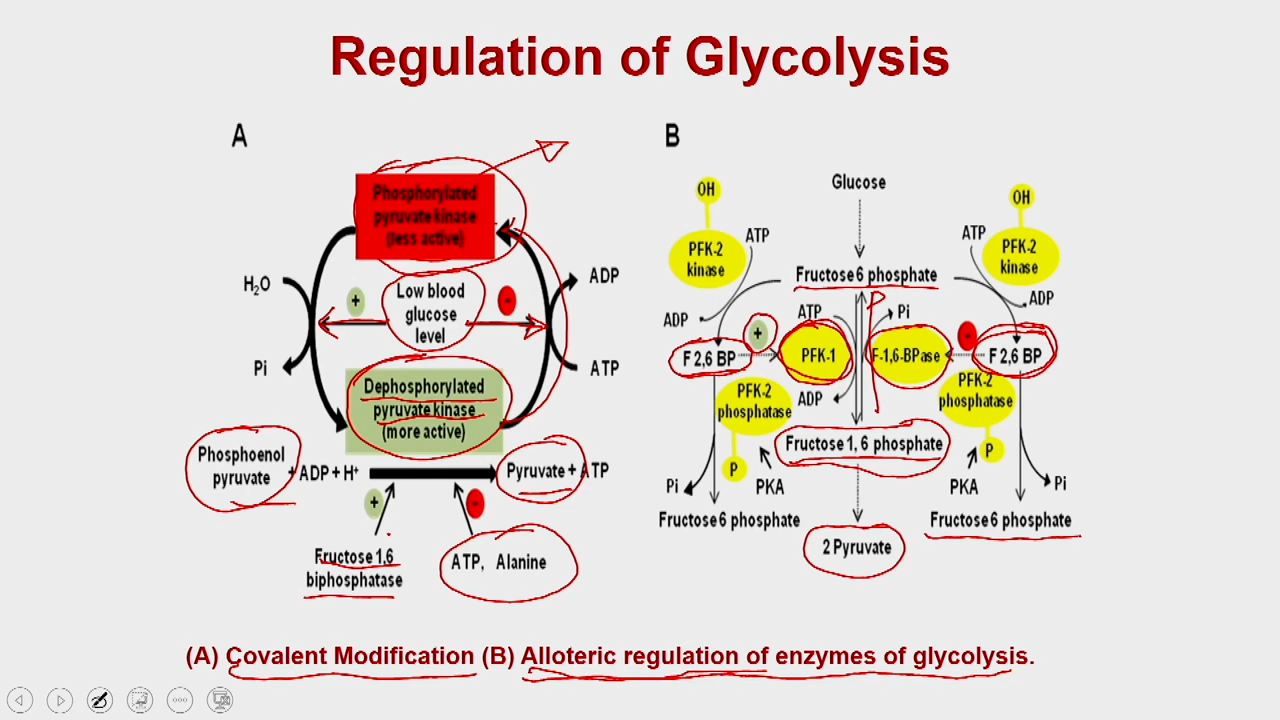 Regulation of Glycolysis
A
Phosphorylated
pyruvate kinase
(less active)
H₂O
ADP
+
Low blood
glucose
level
-
Pi
ATP
Dephosphorylated
pyruvate kinase
(more active)
Phosphoenol
pyruvate
+ ADP + H⁺
Pyruvate + ATP
+
-
Fructose 1,6
biphosphatase
ATP, Alanine
B
Glucose
OH
PFK-2
kinase
ATP
ADP
Fructose 6 phosphate
ATP
OH
PFK-2
kinase
ADP
ATP
P
Pi
F 2,6 BP
+
PFK-1
F-1,6-BPase
-
F 2,6 BP
ADP
PFK-2
phosphatase
P
PKA
Pi
Fructose 6 phosphate
Fructose 1, 6 phosphate
2 Pyruvate
PFK-2
phosphatase
P
PKA
Pi
Fructose 6 phosphate
(A) Covalent Modification (B) Alloteric regulation of enzymes of glycolysis.